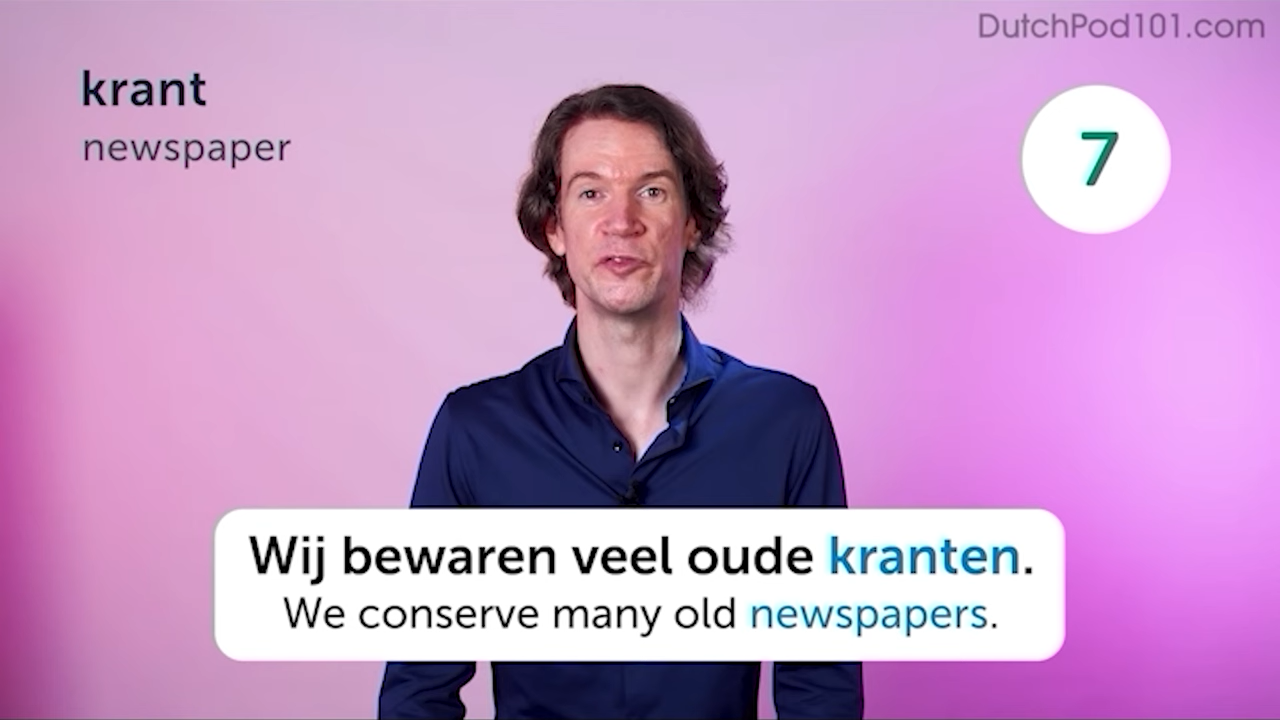 DutchPod101.com
krant
newspaper
7
Wij bewaren veel oude kranten.
We conserve many old newspapers.